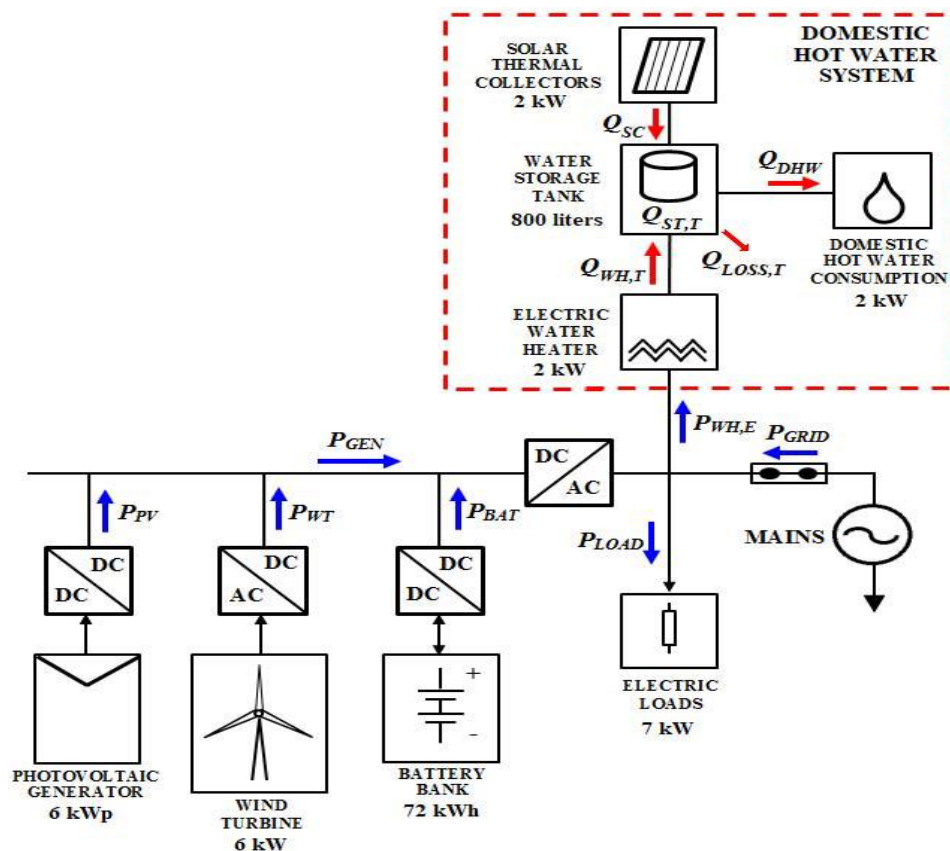 DOMESTIC
HOT WATER
SYSTEM
SOLAR
THERMAL
COLLECTORS
2 kW
Q_SC
WATER
STORAGE
TANK
800 liters
Q_ST,T
Q_DHW
Q_LOSS,T
DOMESTIC
HOT WATER
CONSUMPTION
2 kW
Q_WH,T
ELECTRIC
WATER
HEATER
2 kW
P_WH,E
P_GRID
P_GEN
DC
AC
P_PV
P_WT
P_BAT
P_LOAD
MAINS
DC
DC
DC
AC
DC
DC
+
-
ELECTRIC
LOADS
7 kW
PHOTOVOLTAIC
GENERATOR
6 kWp
WIND
TURBINE
6 kW
BATTERY
BANK
72 kWh